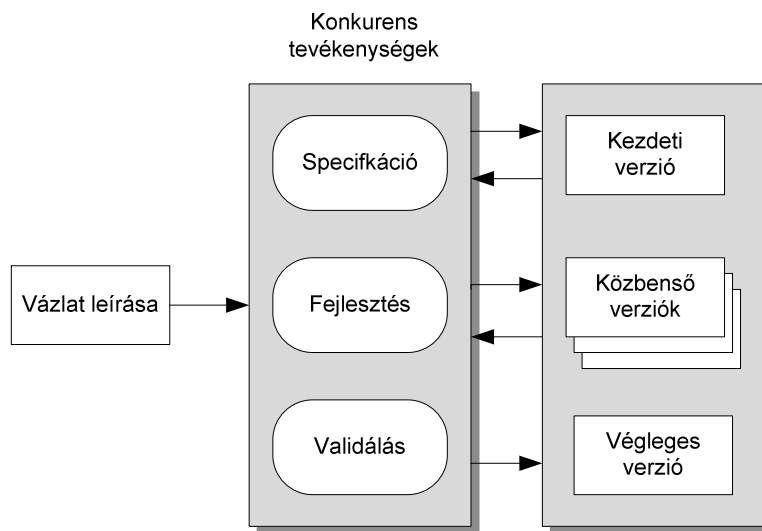 Konkurens
tevékenységek
Specifkáció
Kezdeti
verzió
Vázlat leírása
Fejlesztés
Közbenső
verziók
Validálás
Végleges
verzió